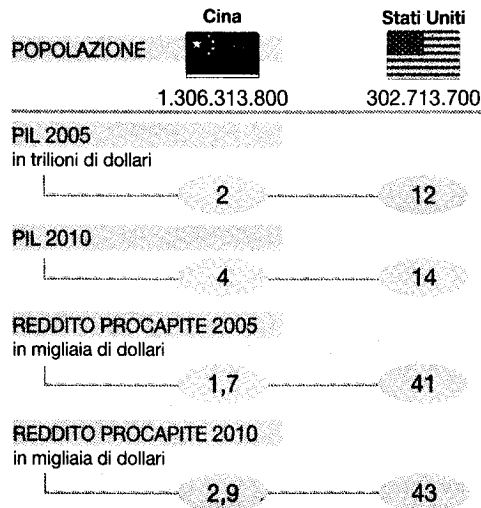 Cina Stati Uniti
POPOLAZIONE
1.306.313.800 302.713.700
PIL 2005
in trilioni di dollari
2 12
PIL 2010
4 14
REDDITO PROCAPITE 2005
in migliaia di dollari
1,7 41
REDDITO PROCAPITE 2010
in migliaia di dollari
2,9 43